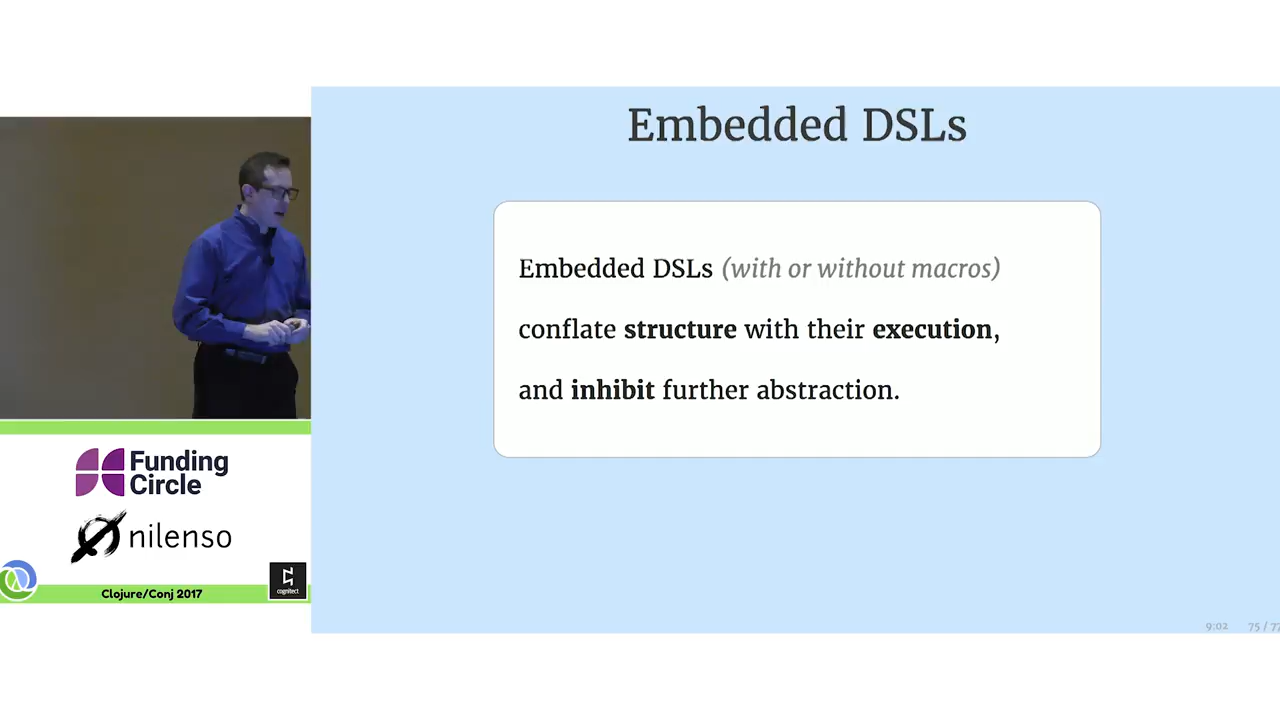 Embedded DSLs
Embedded DSLs (with or without macros)
conflate structure with their execution,
and inhibit further abstraction.
Funding
Circle
nilenso
Clojure/Conj 2017
cognitect
9:02 75 / 77